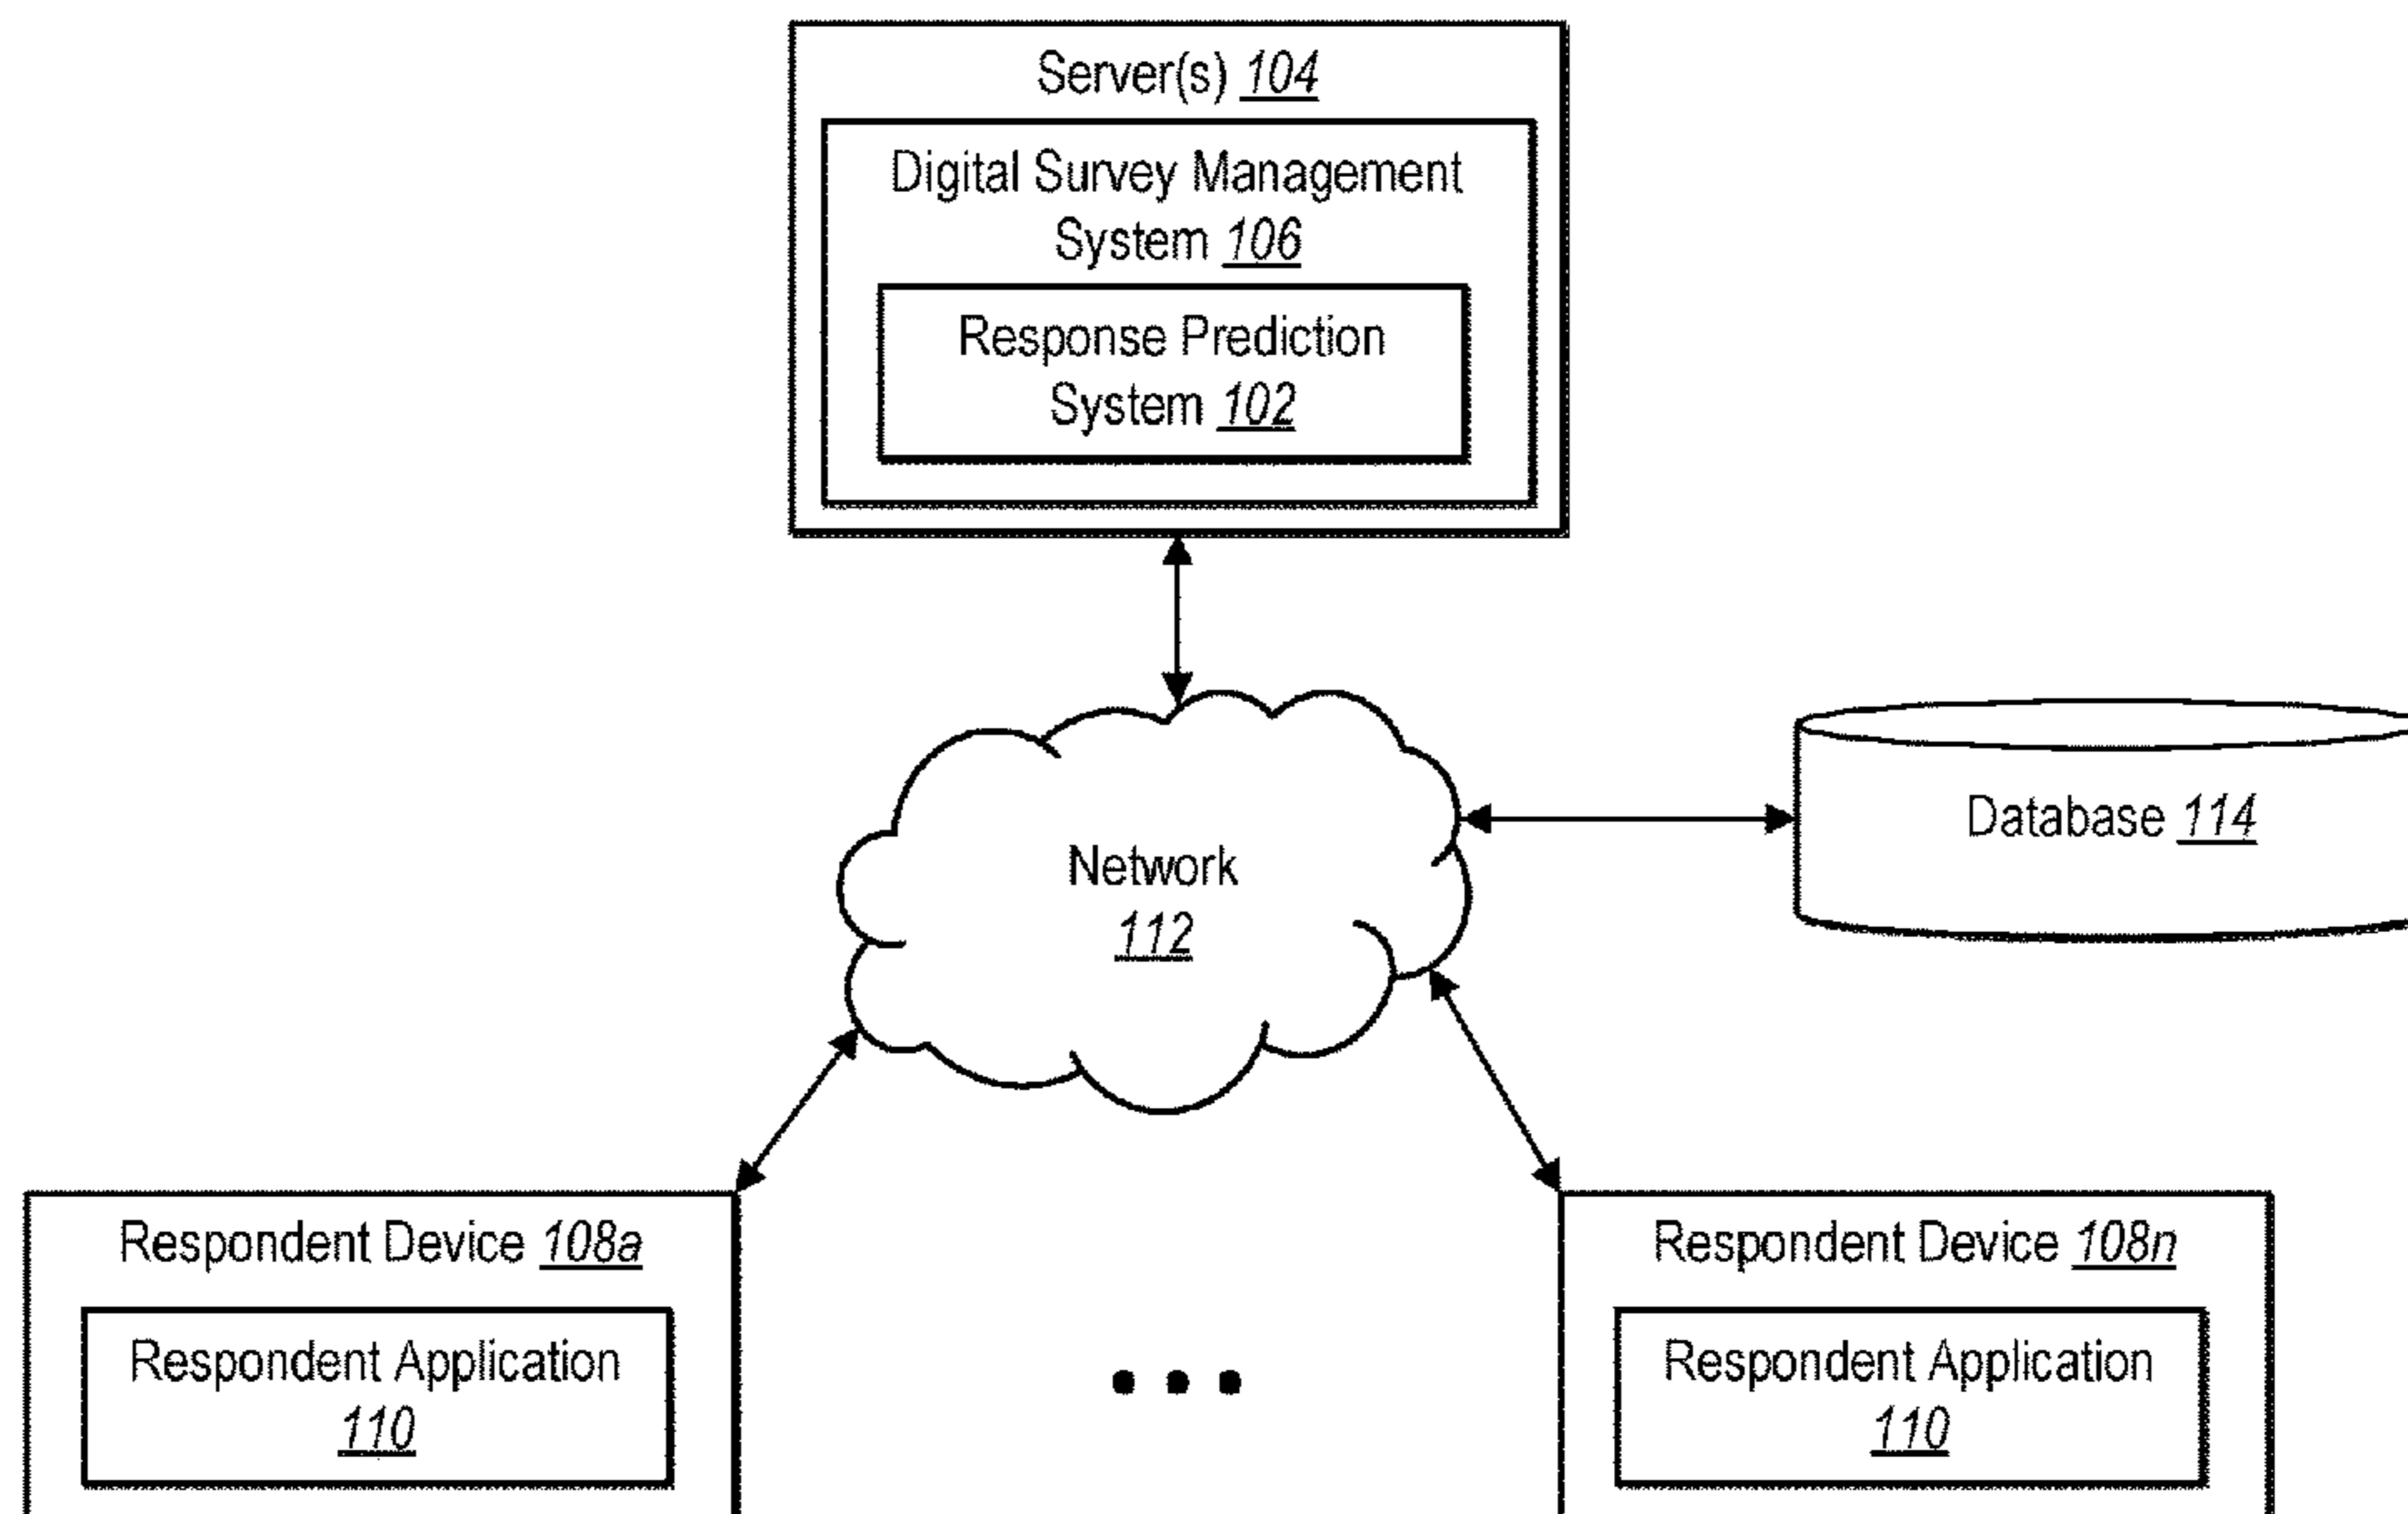 Server(s) 104
Digital Survey Management
System 106
Response Prediction
System 102
Network
112
Database 114
Respondent Device 108a
Respondent Application
110
Respondent Device 108n
Respondent Application
110